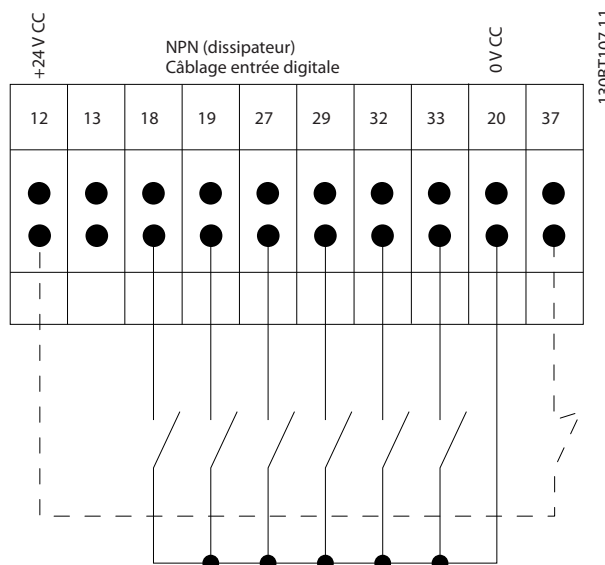 +24 V CC
NPN (dissipateur)
Câblage entrée digitale
0 V CC
130BT107.11
12 13 18 19 27 29 32 33 20 37